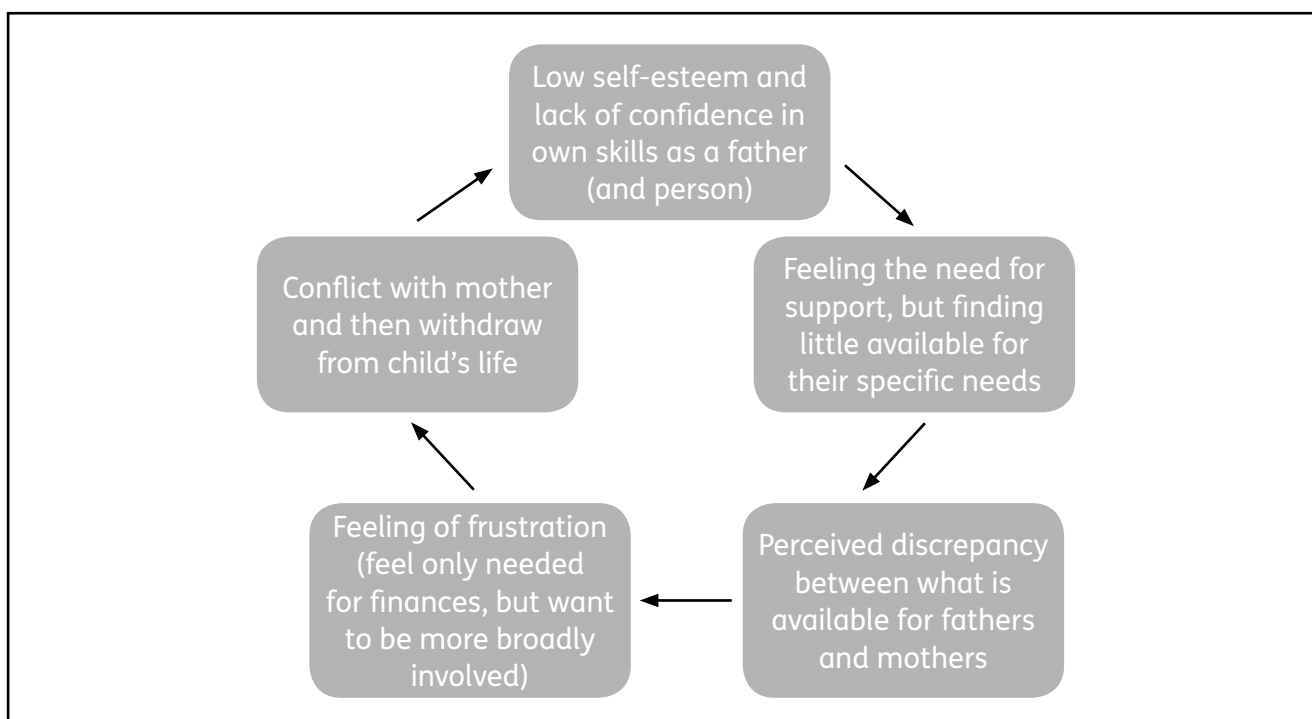 Low self-esteem and
lack of confidence in
own skills as a father
(and person)
Feeling the need for
support, but finding
little available for
their specific needs
Perceived discrepancy
between what is
available for fathers
and mothers
Feeling of frustration
(feel only needed
for finances, but want
to be more broadly
involved)
Conflict with mother
and then withdraw
from child’s life